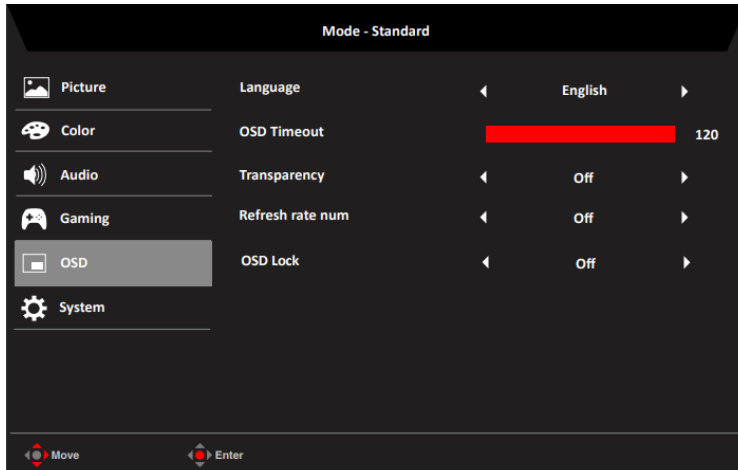 Mode - Standard
Picture
Language
English
Color
OSD Timeout
120
Audio
Transparency
Off
Gaming
Refresh rate num
Off
OSD
OSD Lock
Off
System
Move
Enter